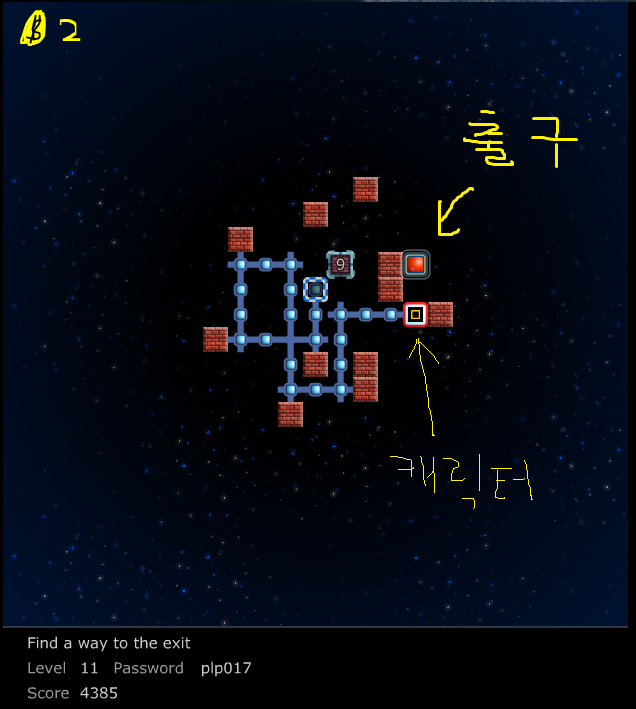 2
출구
9
캐릭터
Find a way to the exit
Level 11 Password plp017
Score 4385